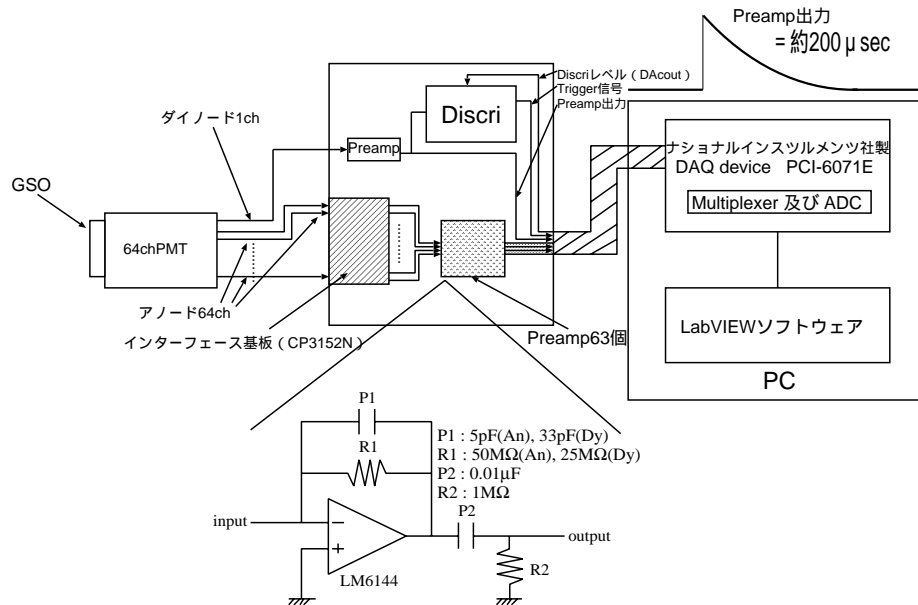 Preamp出力
= 約200 μ sec
Discriレベル（DAcout）
Trigger信号
Preamp出力
Discri
ダイノード1ch
Preamp
GSO
64chPMT
アノード64ch
インターフェース基板（CP3152N）
Preamp63個
ナショナルインスツルメンツ社製
DAQ device PCI-6071E
Multiplexer 及び ADC
LabVIEWソフトウェア
PC
P1
R1
P1 : 5pF(An), 33pF(Dy)
R1 : 50MΩ(An), 25MΩ(Dy)
P2 : 0.01μF
R2 : 1MΩ
input
−
+
LM6144
P2
output
R2